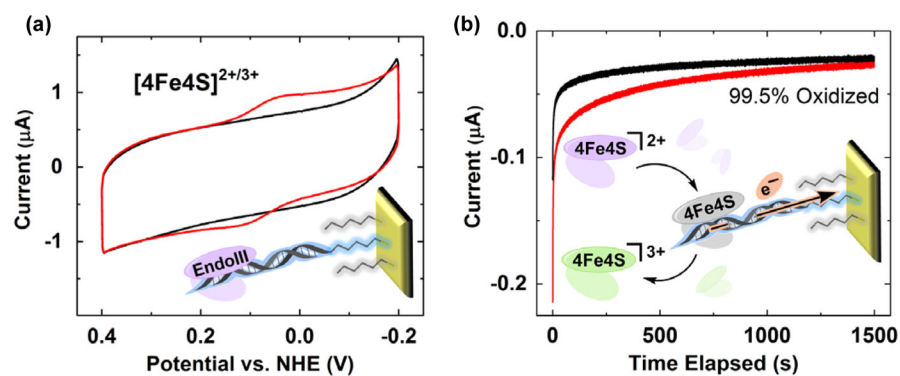 (a)
[4Fe4S]2+/3+
1
0
-1
Current (μA)
EndoIII
0.4
0.2
0.0
-0.2
Potential vs. NHE (V)
(b)
0.0
-0.1
-0.2
Current (μA)
99.5% Oxidized
4Fe4S
2+
4Fe4S
e−
4Fe4S
3+
0
500
1000
1500
Time Elapsed (s)